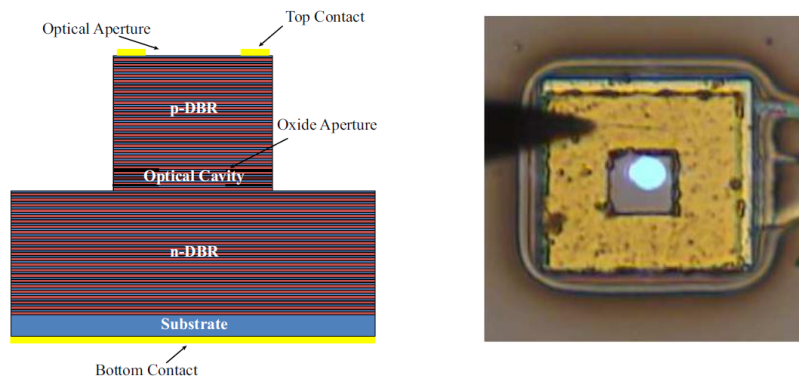 Optical Aperture
Top Contact
p-DBR
Oxide Aperture
Optical Cavity
n-DBR
Substrate
Bottom Contact